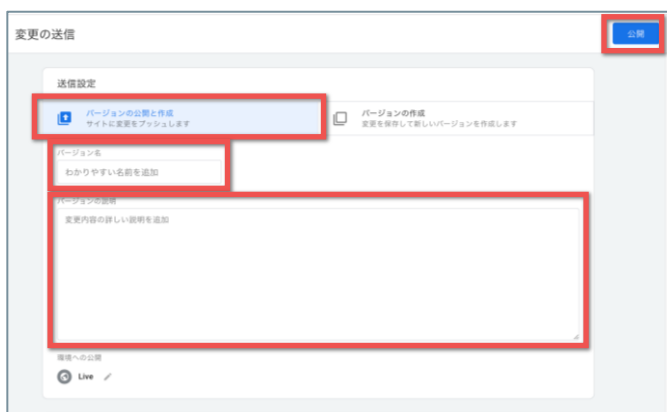 変更の送信
公開
送信設定
バージョンの公開と作成
サイトに変更をプッシュします
バージョンの作成
変更を保存して新しいバージョンを作成します
バージョン名
わかりやすい名前を追加
バージョンの説明
変更内容の詳しい説明を追加
環境への公開
Live